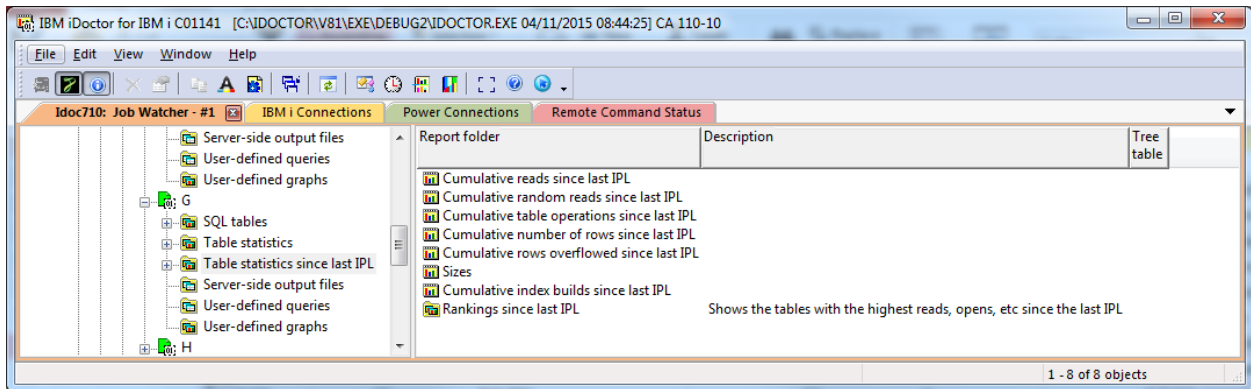 IBM iDoctor for IBM i C01141 [C:\IDOCTOR\V81\EXE\DEBUG2\IDOCTOR.EXE 04/11/2015 08:44:25] CA 110-10
File Edit View Window Help
Idoc710: Job Watcher - #1 IBM i Connections Power Connections Remote Command Status
Server-side output files
User-defined queries
User-defined graphs
G
SQL tables
Table statistics
Table statistics since last IPL
Server-side output files
User-defined queries
User-defined graphs
H
Report folder Description Tree table
Cumulative reads since last IPL
Cumulative random reads since last IPL
Cumulative table operations since last IPL
Cumulative number of rows since last IPL
Cumulative rows overflowed since last IPL
Sizes
Cumulative index builds since last IPL
Rankings since last IPL Shows the tables with the highest reads, opens, etc since the last IPL
1 - 8 of 8 objects